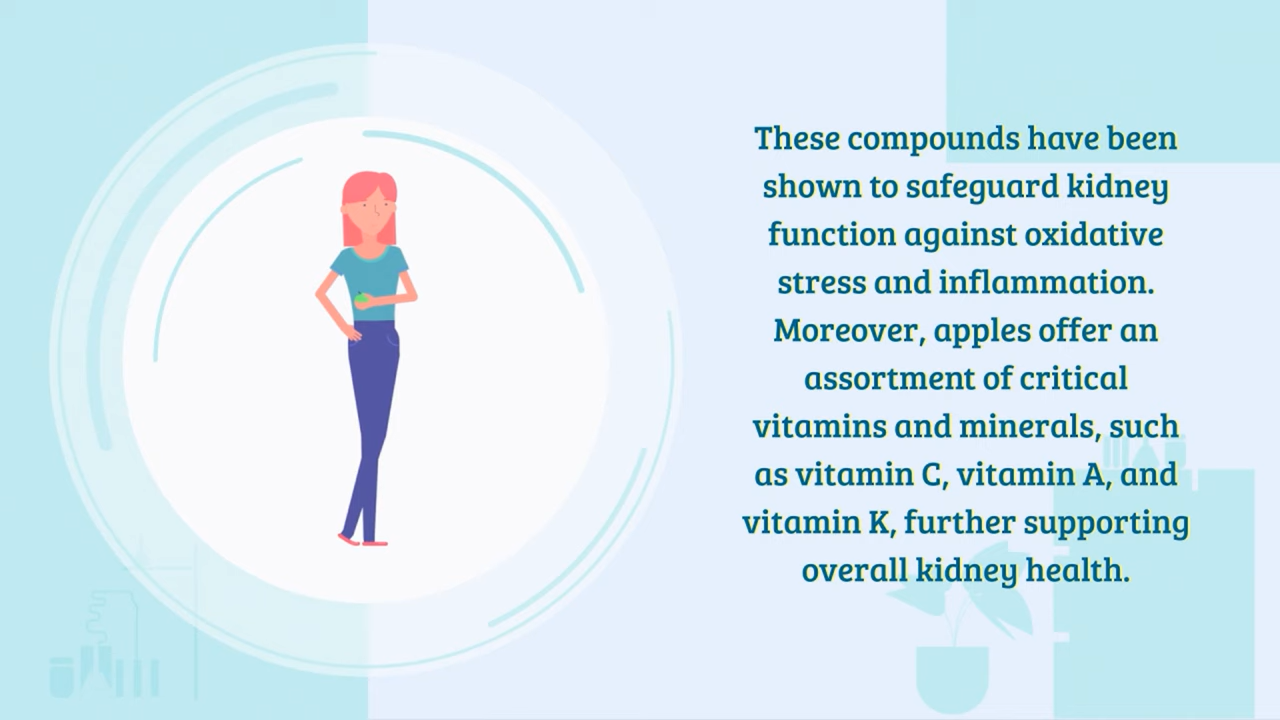 These compounds have been
shown to safeguard kidney
function against oxidative
stress and inflammation.
Moreover, apples offer an
assortment of critical
vitamins and minerals, such
as vitamin C, vitamin A, and
vitamin K, further supporting
overall kidney health.